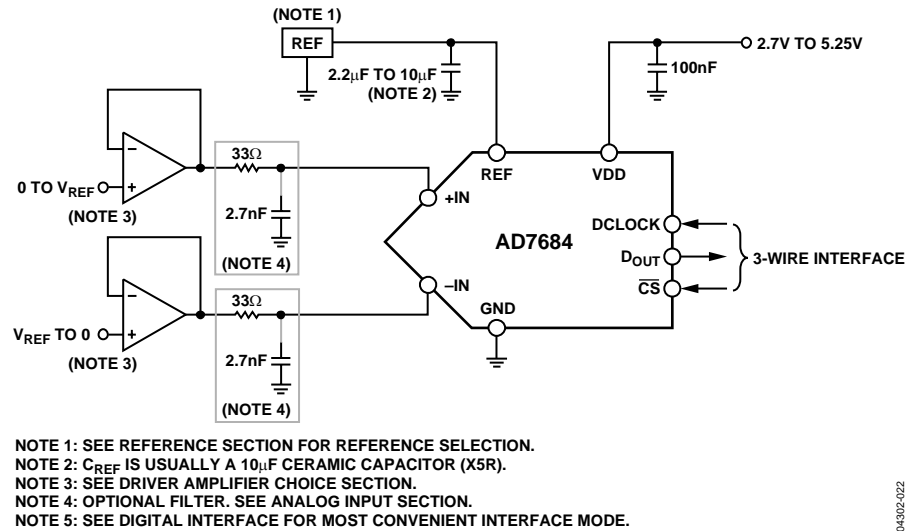 (NOTE 1)
REF
2.2μF TO 10μF
(NOTE 2)
2.7V TO 5.25V
100nF
REF
VDD
33Ω
0 TO VREF
(NOTE 3)
2.7nF
(NOTE 4)
+IN
AD7684
DCLOCK
DOUT
CS
3-WIRE INTERFACE
–IN
GND
33Ω
VREF TO 0
(NOTE 3)
2.7nF
(NOTE 4)
NOTE 1: SEE REFERENCE SECTION FOR REFERENCE SELECTION.
NOTE 2: CREF IS USUALLY A 10μF CERAMIC CAPACITOR (X5R).
NOTE 3: SEE DRIVER AMPLIFIER CHOICE SECTION.
NOTE 4: OPTIONAL FILTER. SEE ANALOG INPUT SECTION.
NOTE 5: SEE DIGITAL INTERFACE FOR MOST CONVENIENT INTERFACE MODE.
04302-022